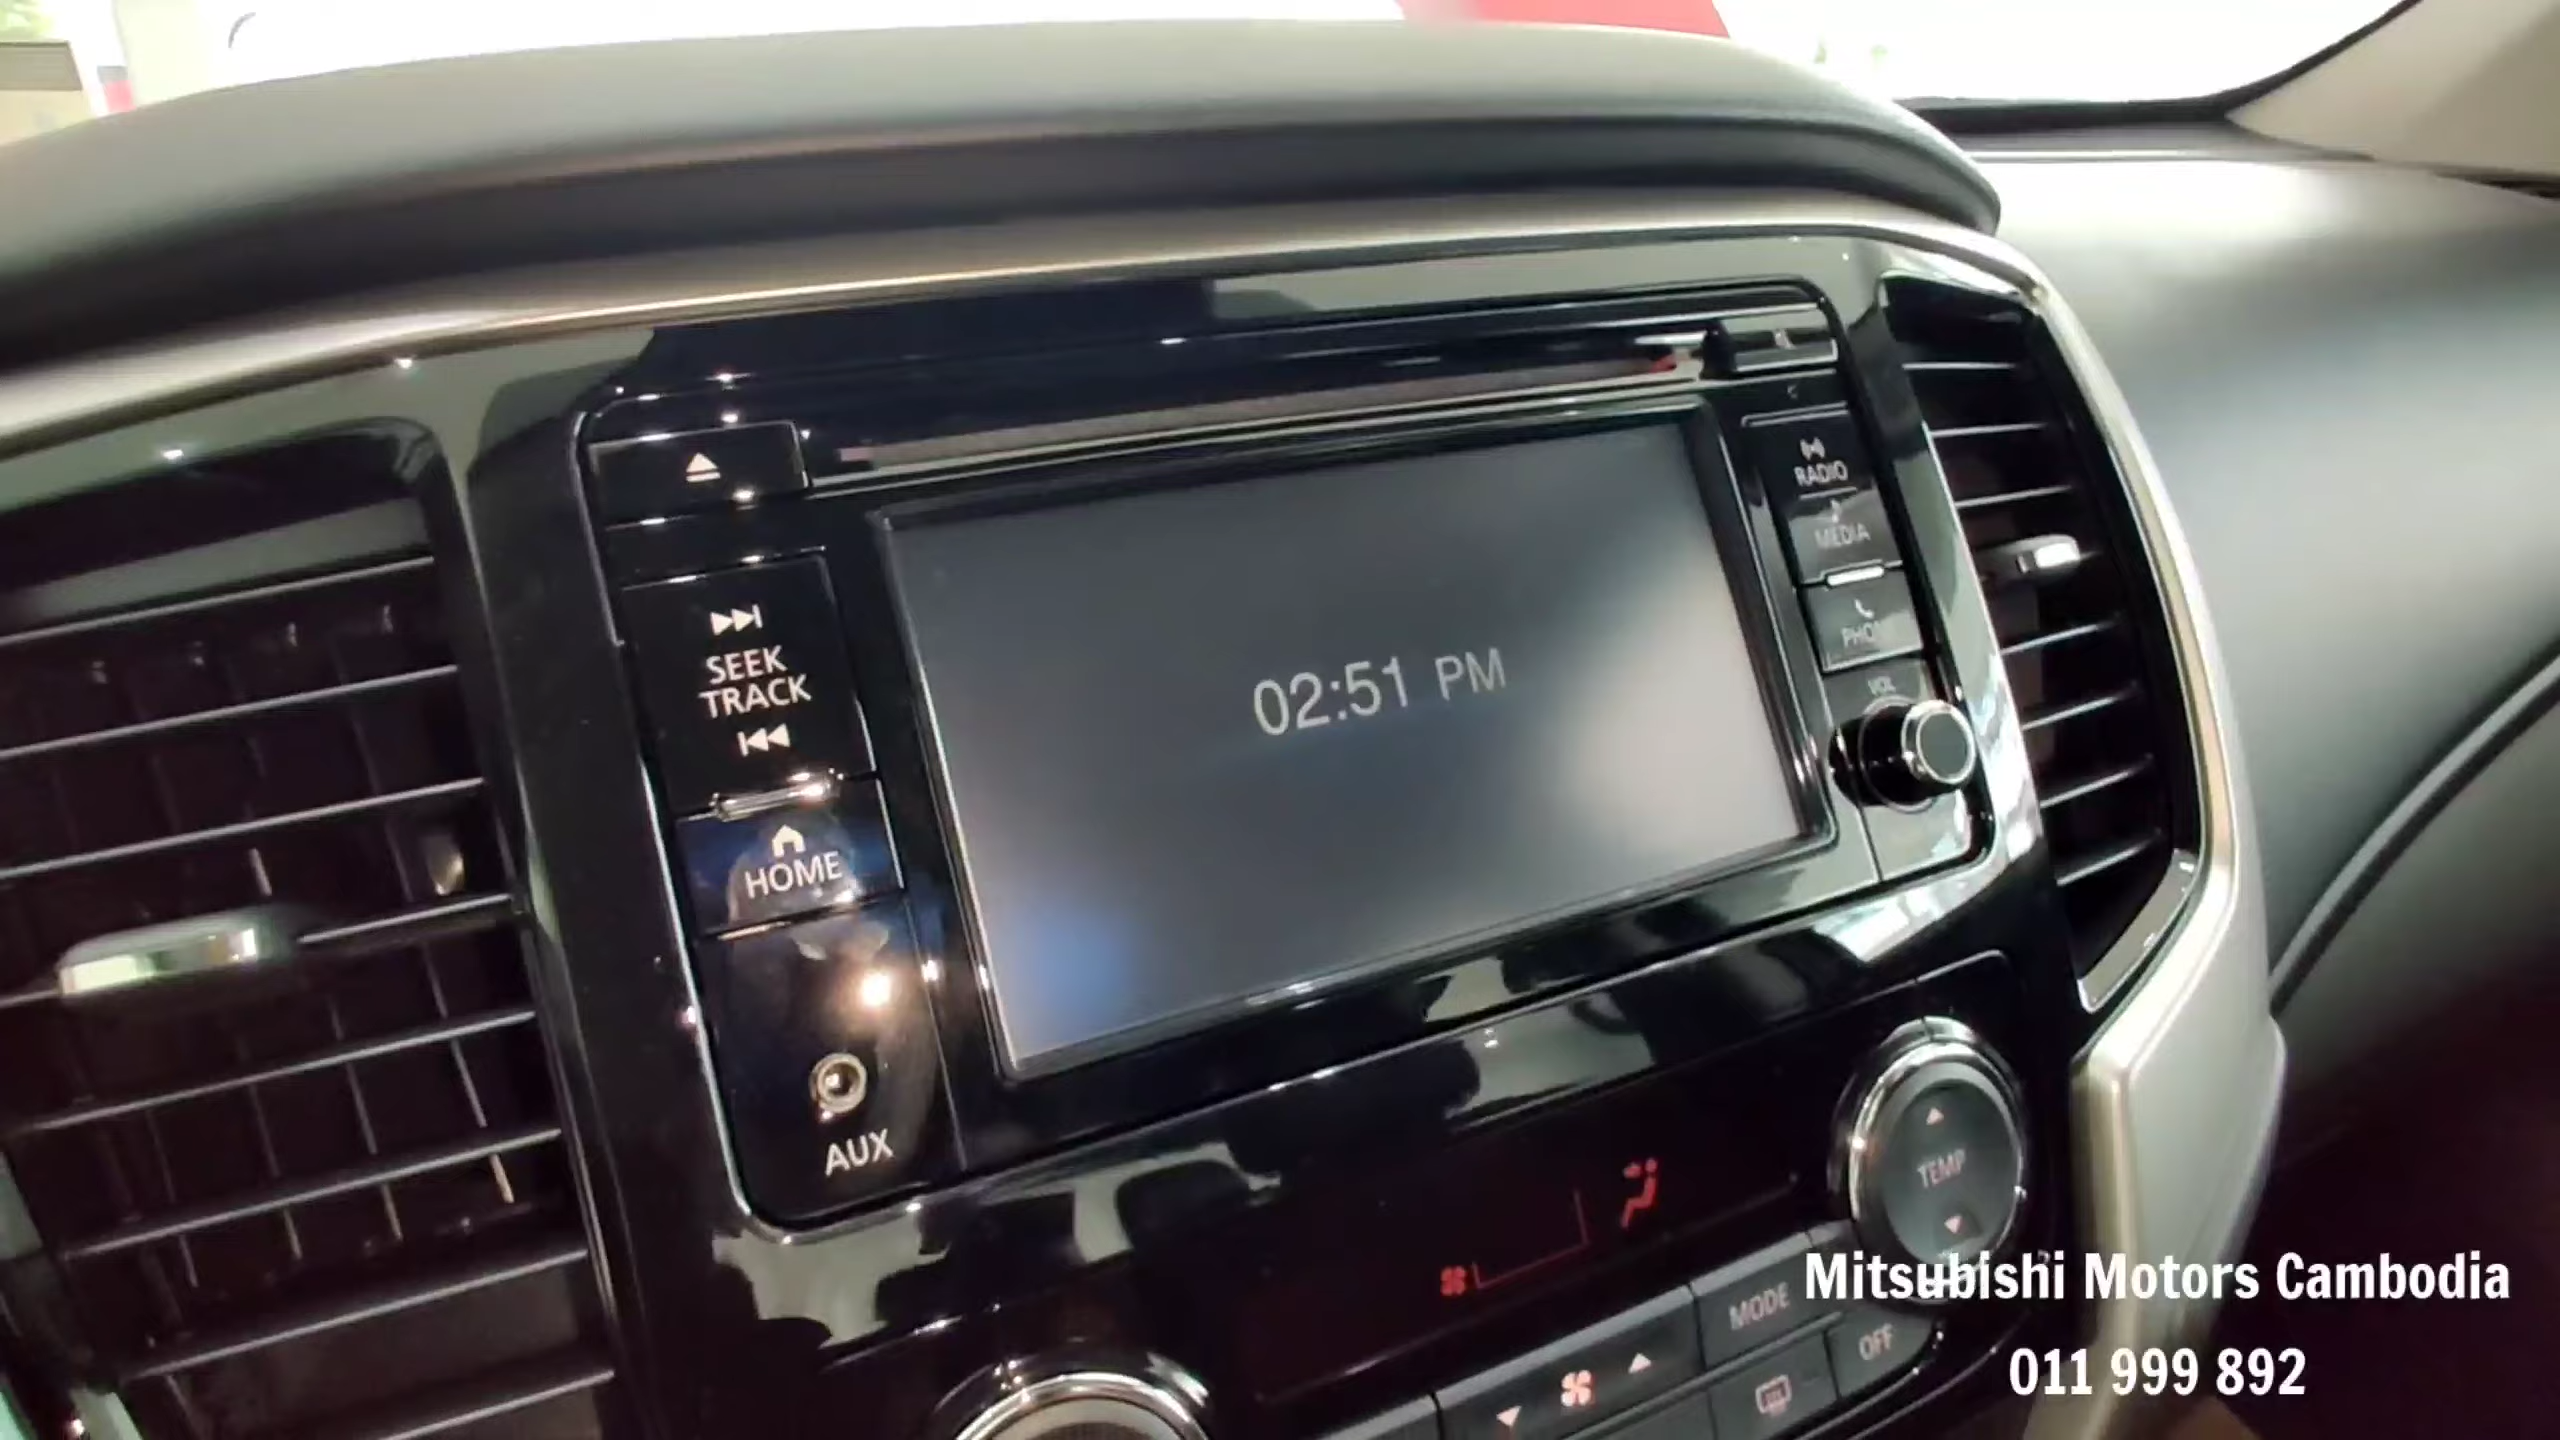 RADIO
MEDIA
SEEK
TRACK
02:51 PM
VOL
HOME
AUX
TEMP
MODE
OFF
Mitsubishi Motors Cambodia
011 999 892